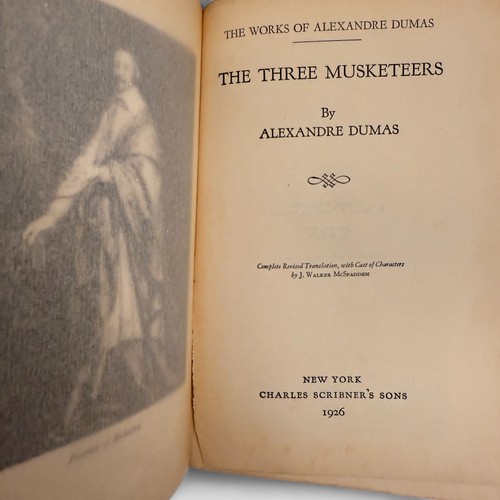 THE WORKS OF ALEXANDRE DUMAS
THE THREE MUSKETEERS
By
ALEXANDRE DUMAS
Complete Revised Translation, with Cast of Characters
by J. WALKER MCSPADDEN
NEW YORK
CHARLES SCRIBNER'S SONS
1926